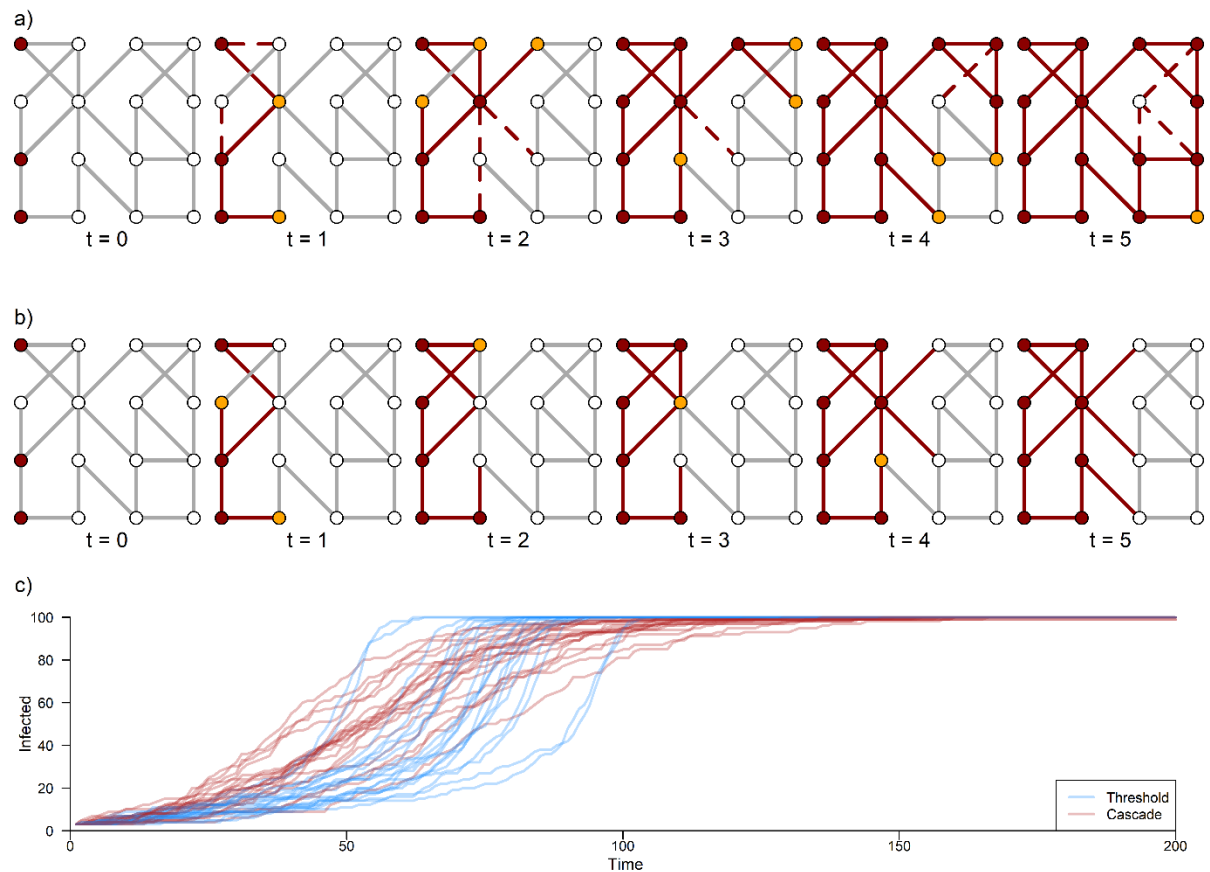 a)
t = 0 t = 1 t = 2 t = 3 t = 4 t = 5
b)
t = 0 t = 1 t = 2 t = 3 t = 4 t = 5
c)
100
80
60
40
20
0
Infected
0 50 100 150 200
Time
Threshold
Cascade